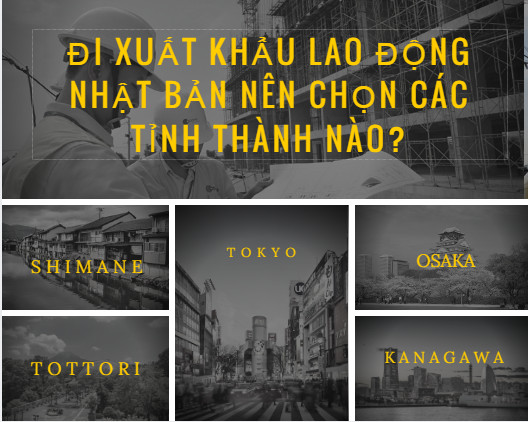 ĐI XUẤT KHẨU LAO ĐỘNG
NHẬT BẢN NÊN CHỌN CÁC
TỈNH THÀNH NÀO?
SHIMANE
TOKYO
OSAKA
TOTTORI
KANAGAWA